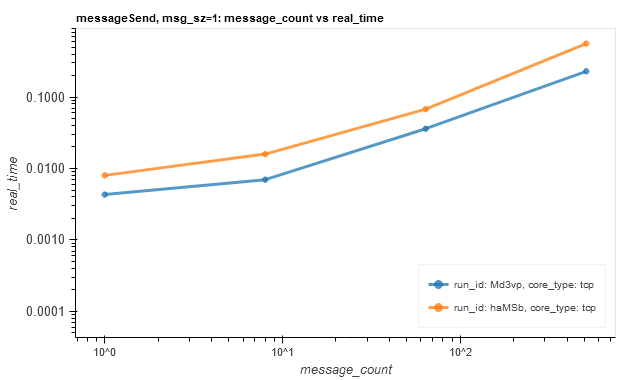 messageSend, msg_sz=1: message_count vs real_time
real_time
0.1000
0.0100
0.0010
0.0001
10^0
10^1
10^2
message_count
run_id: Md3vp, core_type: tcp
run_id: haMSb, core_type: tcp